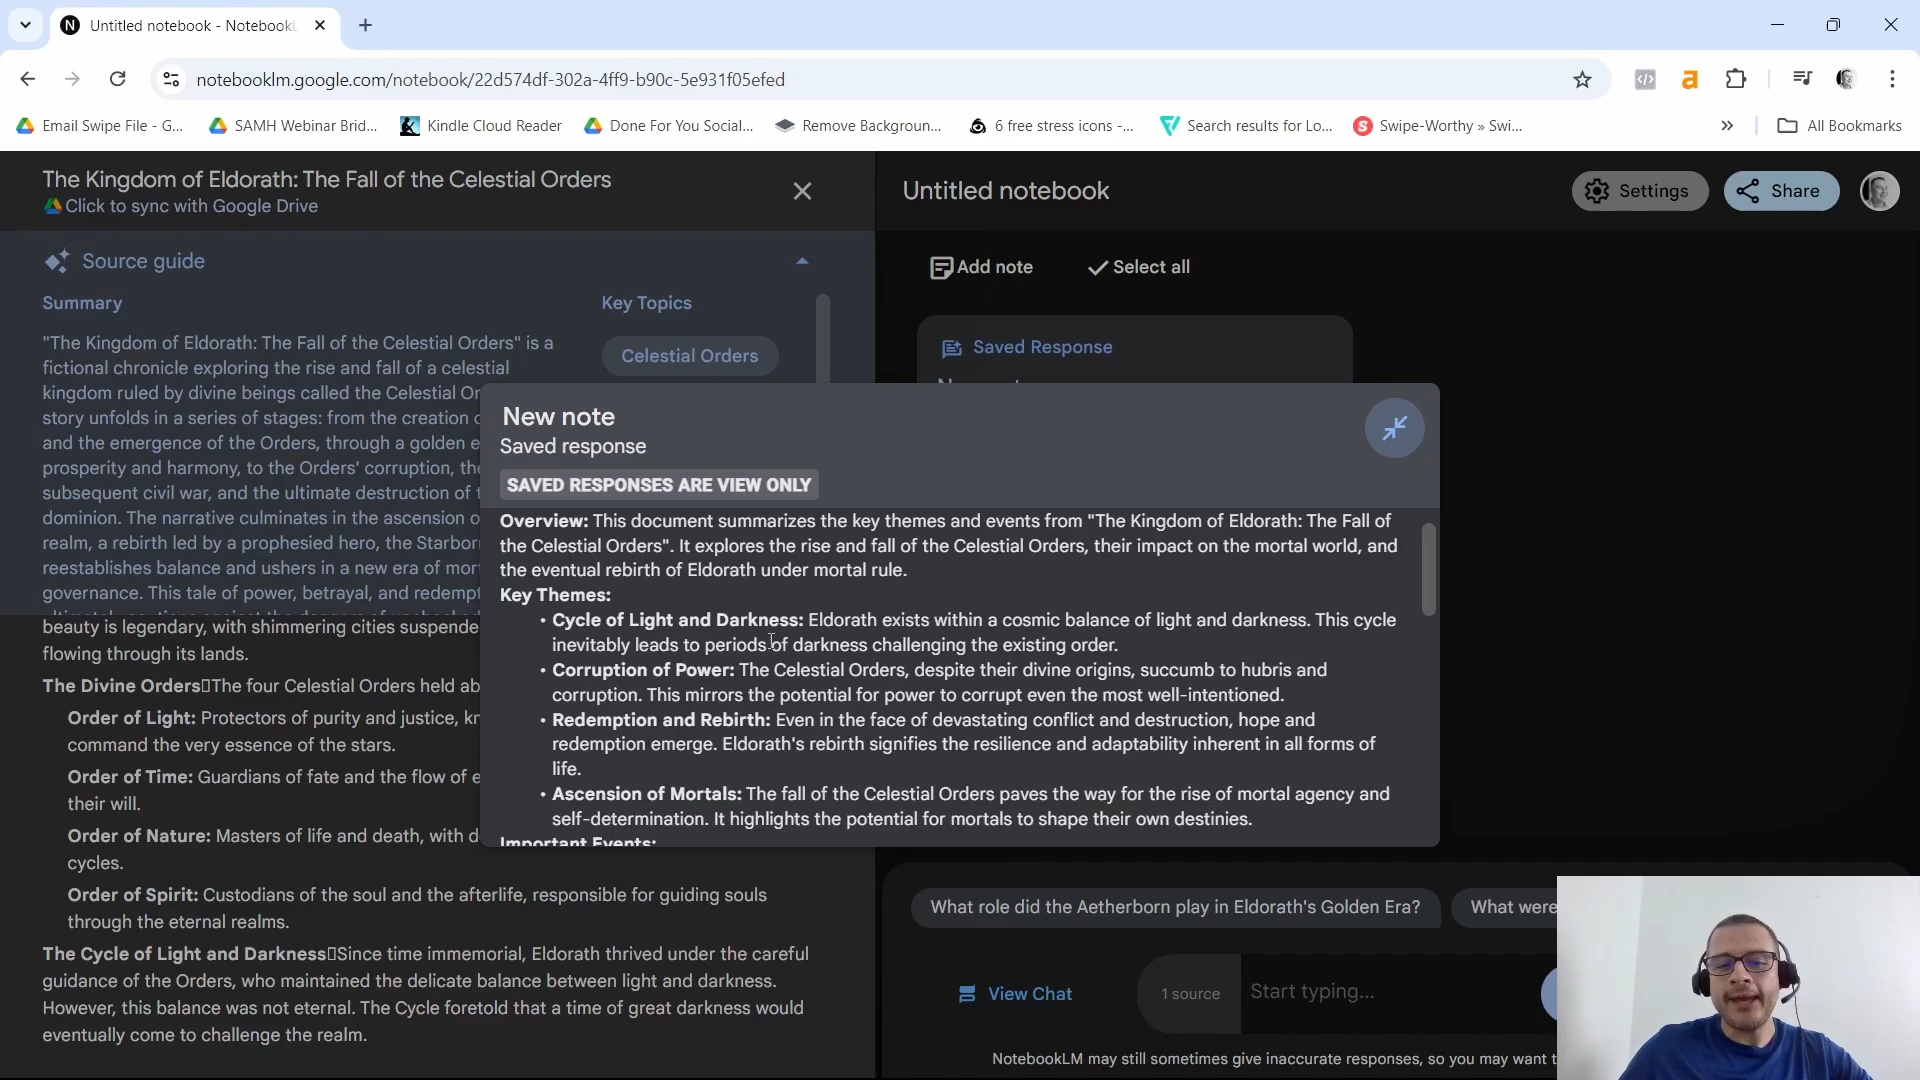 Untitled notebook - NotebookL
notebooklm.google.com/notebook/22d574df-302a-4ff9-b90c-5e931f05efed
Email Swipe File - G...
SAMH Webinar Brid...
Kindle Cloud Reader
Done For You Social...
Remove Backgroun...
6 free stress icons -...
Search results for Lo...
Swipe-Worthy » Swi...
All Bookmarks
The Kingdom of Eldorath: The Fall of the Celestial Orders
Click to sync with Google Drive
Source guide
Summary
Key Topics
"The Kingdom of Eldorath: The Fall of the Celestial Orders" is a
fictional chronicle exploring the rise and fall of a celestial
kingdom ruled by divine beings called the Celestial Or
story unfolds in a series of stages: from the creation
and the emergence of the Orders, through a golden e
prosperity and harmony, to the Orders' corruption, the
subsequent civil war, and the ultimate destruction of t
dominion. The narrative culminates in the ascension o
realm, a rebirth led by a prophesied hero, the Starborn
reestablishes balance and ushers in a new era of mor
governance. This tale of power, betrayal, and redempt
Celestial Orders
beauty is legendary, with shimmering cities suspende
flowing through its lands.
The Divine Orders▯The four Celestial Orders held ab
Order of Light: Protectors of purity and justice, kn
command the very essence of the stars.
Order of Time: Guardians of fate and the flow of e
their will.
Order of Nature: Masters of life and death, with d
cycles.
Order of Spirit: Custodians of the soul and the afterlife, responsible for guiding souls
through the eternal realms.
The Cycle of Light and Darkness▯Since time immemorial, Eldorath thrived under the careful
guidance of the Orders, who maintained the delicate balance between light and darkness.
However, this balance was not eternal. The Cycle foretold that a time of great darkness would
eventually come to challenge the realm.
Untitled notebook
Settings
Share
Add note
Select all
Saved Response
New note
Saved response
SAVED RESPONSES ARE VIEW ONLY
Overview: This document summarizes the key themes and events from "The Kingdom of Eldorath: The Fall of
the Celestial Orders". It explores the rise and fall of the Celestial Orders, their impact on the mortal world, and
the eventual rebirth of Eldorath under mortal rule.
Key Themes:
• Cycle of Light and Darkness: Eldorath exists within a cosmic balance of light and darkness. This cycle
inevitably leads to periods of darkness challenging the existing order.
• Corruption of Power: The Celestial Orders, despite their divine origins, succumb to hubris and
corruption. This mirrors the potential for power to corrupt even the most well-intentioned.
• Redemption and Rebirth: Even in the face of devastating conflict and destruction, hope and
redemption emerge. Eldorath's rebirth signifies the resilience and adaptability inherent in all forms of
life.
• Ascension of Mortals: The fall of the Celestial Orders paves the way for the rise of mortal agency and
self-determination. It highlights the potential for mortals to shape their own destinies.
Important Events:
What role did the Aetherborn play in Eldorath's Golden Era?
What were
View Chat
1 source
Start typing...
NotebookLM may still sometimes give inaccurate responses, so you may want t